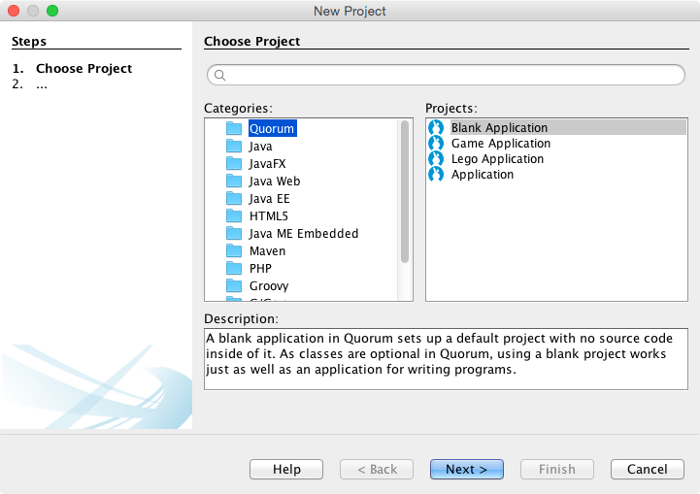 New Project
Steps
1. Choose Project
2. ...
Choose Project
Categories:
Quorum
Java
JavaFX
Java Web
Java EE
HTML5
Java ME Embedded
Maven
PHP
Groovy
Projects:
Blank Application
Game Application
Lego Application
Application
Description:
A blank application in Quorum sets up a default project with no source code
inside of it. As classes are optional in Quorum, using a blank project works
just as well as an application for writing programs.
Help
< Back
Next >
Finish
Cancel